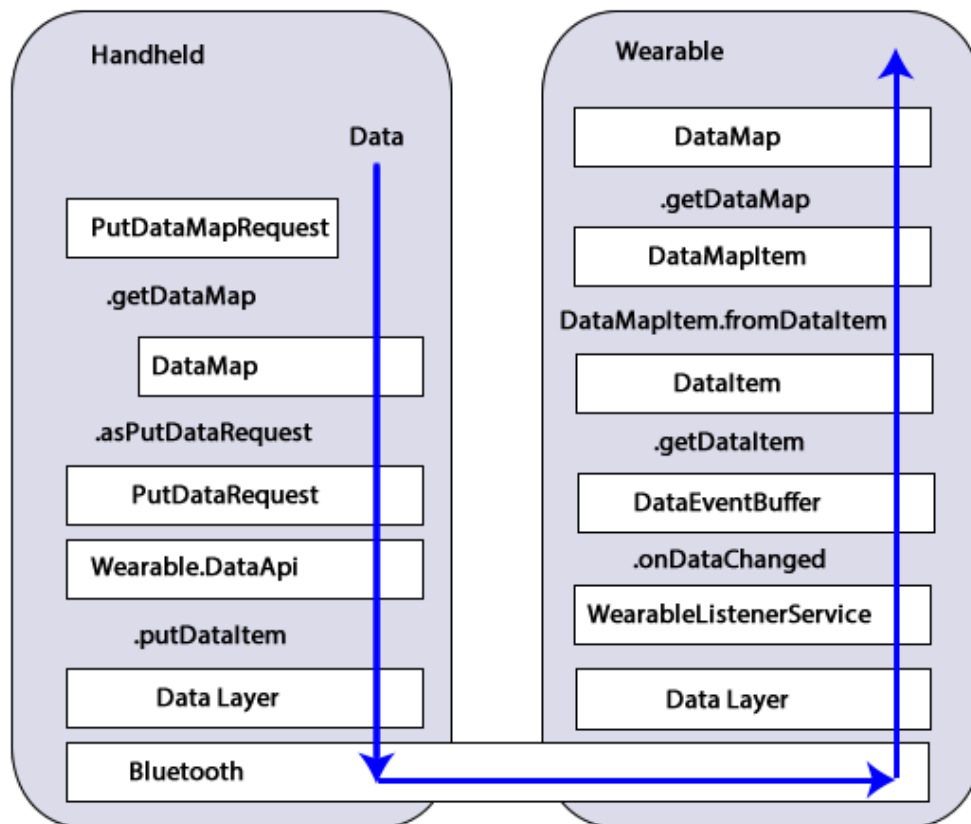 Handheld
Data
PutDataMapRequest
.getDataMap
DataMap
.asPutDataRequest
PutDataRequest
Wearable.DataApi
.putDataItem
Data Layer
Bluetooth
Wearable
DataMap
.getDataMap
DataMapItem
DataMapItem.fromDataItem
DataItem
.getDataItem
DataEventBuffer
.onDataChanged
WearableListenerService
Data Layer